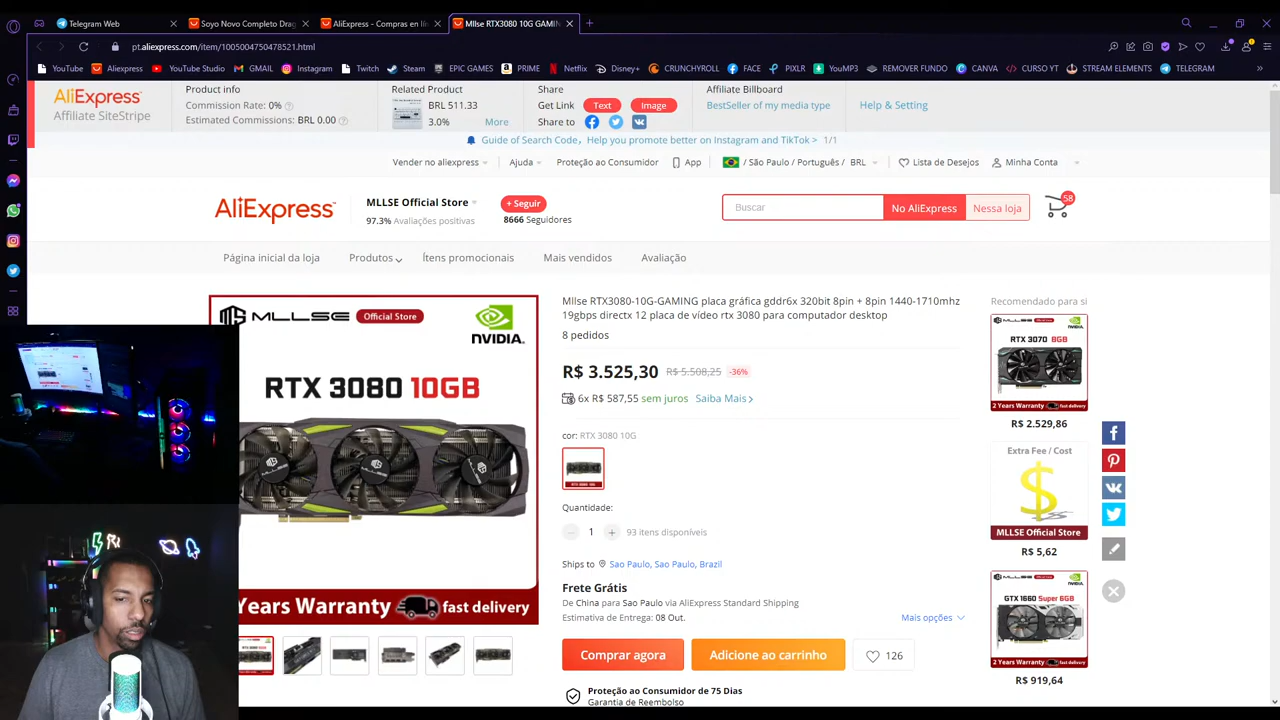 Telegram Web
Soyo Novo Completo Drag
AliExpress - Compras en lí
Mllse RTX3080 10G GAMIN
pt.aliexpress.com/item/1005004750478521.html
YouTube
Aliexpress
YouTube Studio
GMAIL
Instagram
Twitch
Steam
EPIC GAMES
PRIME
Netflix
Disney+
CRUNCHYROLL
FACE
PIXLR
YouMP3
REMOVER FUNDO
CANVA
CURSO YT
STREAM ELEMENTS
TELEGRAM
AliExpress
Affiliate SiteStripe
Product info
Commission Rate: 0%
Estimated Commissions: BRL 0.00
Related Product
BRL 511.33
3.0%
More
Share
Get Link
Text
Image
Share to
Affiliate Billboard
BestSeller of my media type
Help & Setting
Guide of Search Code，Help you promote better on Instagram and TikTok > 1/1
Vender no aliexpress
Ajuda
Proteção ao Consumidor
App
/ São Paulo / Português / BRL
Lista de Desejos
Minha Conta
AliExpress
MLLSE Official Store
97.3% Avaliações positivas
+ Seguir
8666 Seguidores
Buscar
No AliExpress
Nessa loja
58
Página inicial da loja
Produtos
Ítens promocionais
Mais vendidos
Avaliação
MLLSE
Official Store
NVIDIA.
RTX 3080 10GB
Years Warranty
fast delivery
Mllse RTX3080-10G-GAMING placa gráfica gddr6x 320bit 8pin + 8pin 1440-1710mhz
19gbps directx 12 placa de vídeo rtx 3080 para computador desktop
8 pedidos
R$ 3.525,30
R$ 5.508,25
-36%
6x R$ 587,55 sem juros
Saiba Mais
cor: RTX 3080 10G
Quantidade:
1
93 itens disponíveis
Ships to
Sao Paulo, Sao Paulo, Brazil
Frete Grátis
De China para Sao Paulo via AliExpress Standard Shipping
Estimativa de Entrega: 08 Out.
Mais opções
Comprar agora
Adicione ao carrinho
126
Proteção ao Consumidor de 75 Dias
Garantia de Reembolso
Recomendado para si
RTX 3070 8GB
2 Years Warranty
fast delivery
R$ 2.529,86
Extra Fee / Cost
MLLSE Official Store
R$ 5,62
GTX 1660 Super 6GB
2 Years Warranty
fast delivery
R$ 919,64